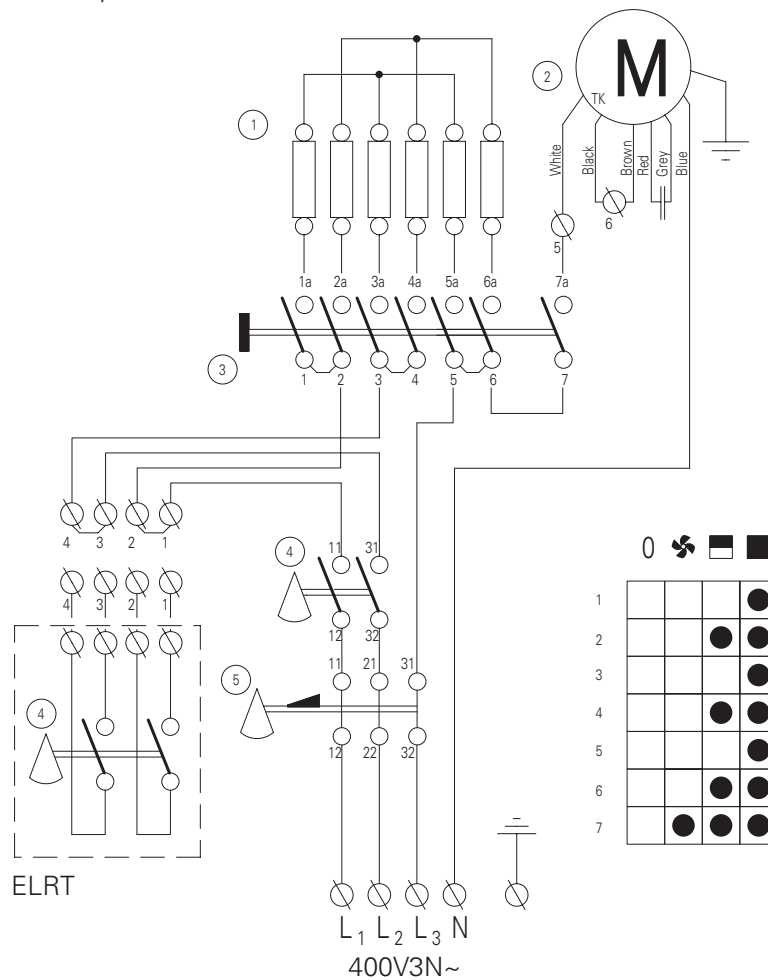 2
M
TK
1
White
Black
Brown
Red
Grey
Blue
5
6
1a 2a 3a 4a 5a 6a 7a
3
1 2 3 4 5 6 7
4 3 2 1
4
11 31
0
4 3 2 1
12 32
1
2
3
4
5
6
7
5
11 21 31
4
12 22 32
ELRT
L1 L2 L3 N
400V3N~